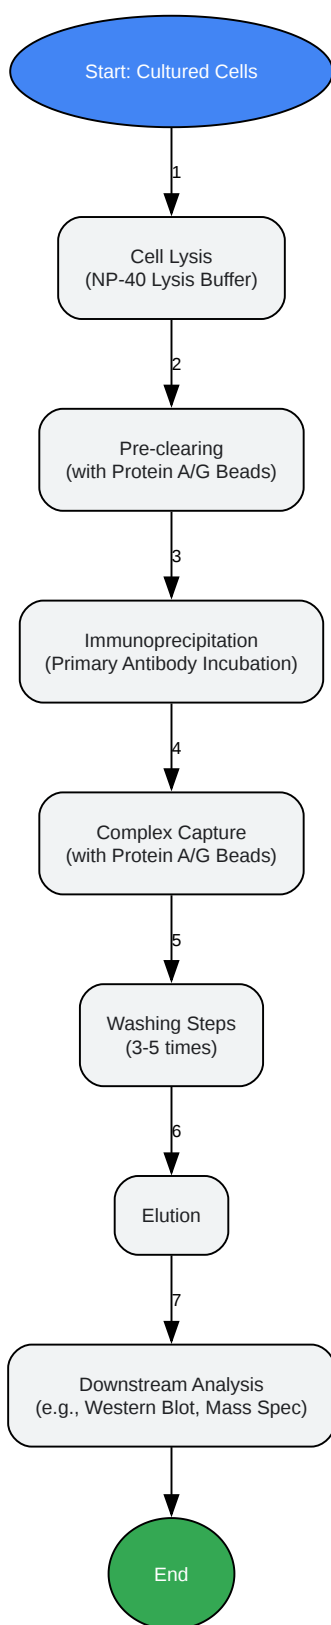 Start: Cultured Cells
1
Cell Lysis
(NP-40 Lysis Buffer)
2
Pre-clearing
(with Protein A/G Beads)
3
Immunoprecipitation
(Primary Antibody Incubation)
4
Complex Capture
(with Protein A/G Beads)
5
Washing Steps
(3-5 times)
6
Elution
7
Downstream Analysis
(e.g., Western Blot, Mass Spec)
End